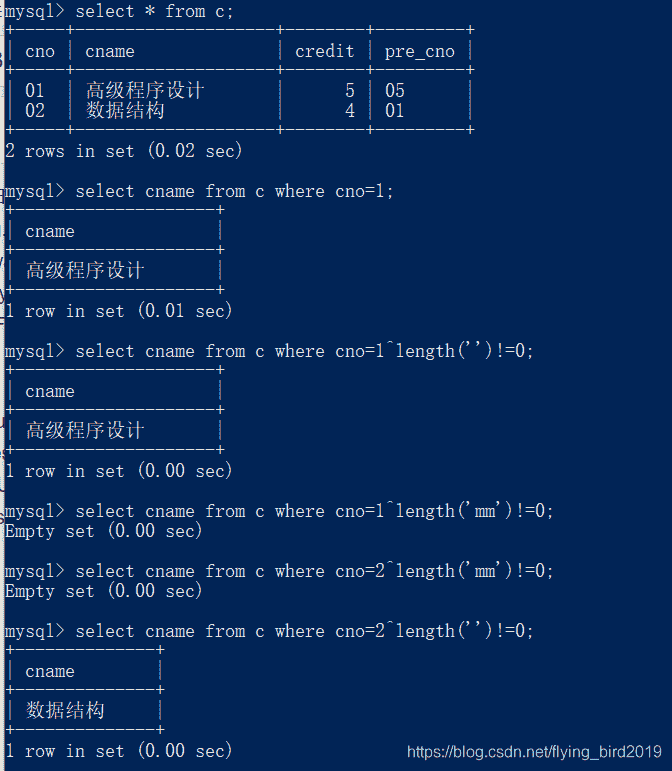 mysql> select * from c;
+-----+--------------------+--------+---------+
| cno | cname | credit | pre_cno |
+-----+--------------------+--------+---------+
| 01 | 高级程序设计 | 5 | 05 |
| 02 | 数据结构 | 4 | 01 |
+-----+--------------------+--------+---------+
2 rows in set (0.02 sec)
mysql> select cname from c where cno=1;
+--------------------+
| cname |
+--------------------+
| 高级程序设计 |
+--------------------+
1 row in set (0.01 sec)
mysql> select cname from c where cno=1^length('')!=0;
+--------------------+
| cname |
+--------------------+
| 高级程序设计 |
+--------------------+
1 row in set (0.00 sec)
mysql> select cname from c where cno=1^length('mm')!=0;
Empty set (0.00 sec)
mysql> select cname from c where cno=2^length('mm')!=0;
Empty set (0.00 sec)
mysql> select cname from c where cno=2^length('')!=0;
+--------------+
| cname |
+--------------+
| 数据结构 |
+--------------+
1 row in set (0.00 sec)
https://blog.csdn.net/flying_bird2019